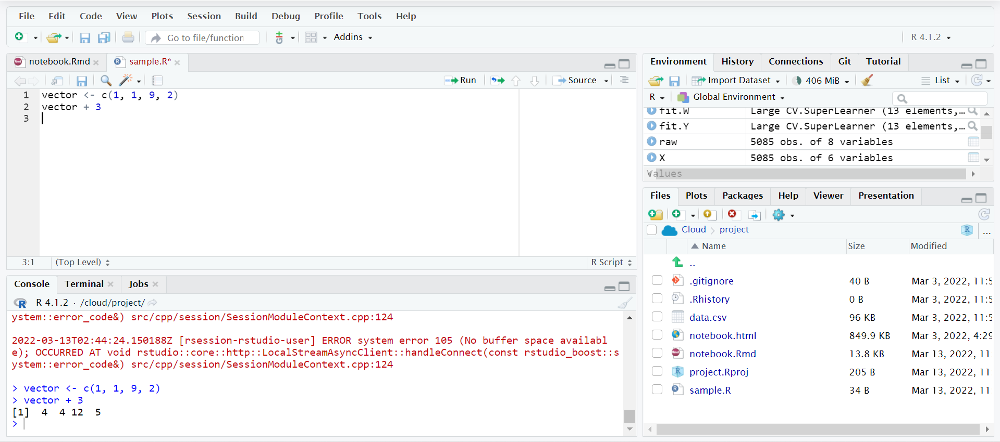 File Edit Code View Plots Session Build Debug Profile Tools Help
Go to file/function Addins R 4.1.2
notebook.Rmd sample.R*
Run Source
1 vector <- c(1, 1, 9, 2)
2 vector + 3
3
3:1 (Top Level) R Script
Console Terminal Jobs
R 4.1.2 · /cloud/project/
ystem::error_code&) src/cpp/session/SessionModuleContext.cpp:124
2022-03-13T02:44:24.150188Z [rsession-rstudio-user] ERROR system error 105 (No buffer space availabl
e); OCCURRED AT void rstudio::core::http::LocalStreamAsyncClient::handleConnect(const rstudio_boost::s
ystem::error_code&) src/cpp/session/SessionModuleContext.cpp:124
> vector <- c(1, 1, 9, 2)
> vector + 3
[1]  4  4 12  5
>
Environment History Connections Git Tutorial
Import Dataset 406 MiB List
R Global Environment
fit.W Large CV.SuperLearner (13 elements,…
fit.Y Large CV.SuperLearner (13 elements,…
raw 5085 obs. of 8 variables
X 5085 obs. of 6 variables
Values
Files Plots Packages Help Viewer Presentation
Cloud project R ...
Name Size Modified
..
.gitignore 40 B Mar 3, 2022, 11:5
.Rhistory 0 B Mar 3, 2022, 11:5
data.csv 96 KB Mar 3, 2022, 11:5
notebook.html 849.9 KB Mar 3, 2022, 4:29
notebook.Rmd 13.8 KB Mar 13, 2022, 11
project.Rproj 205 B Mar 13, 2022, 11
sample.R 34 B Mar 13, 2022, 11